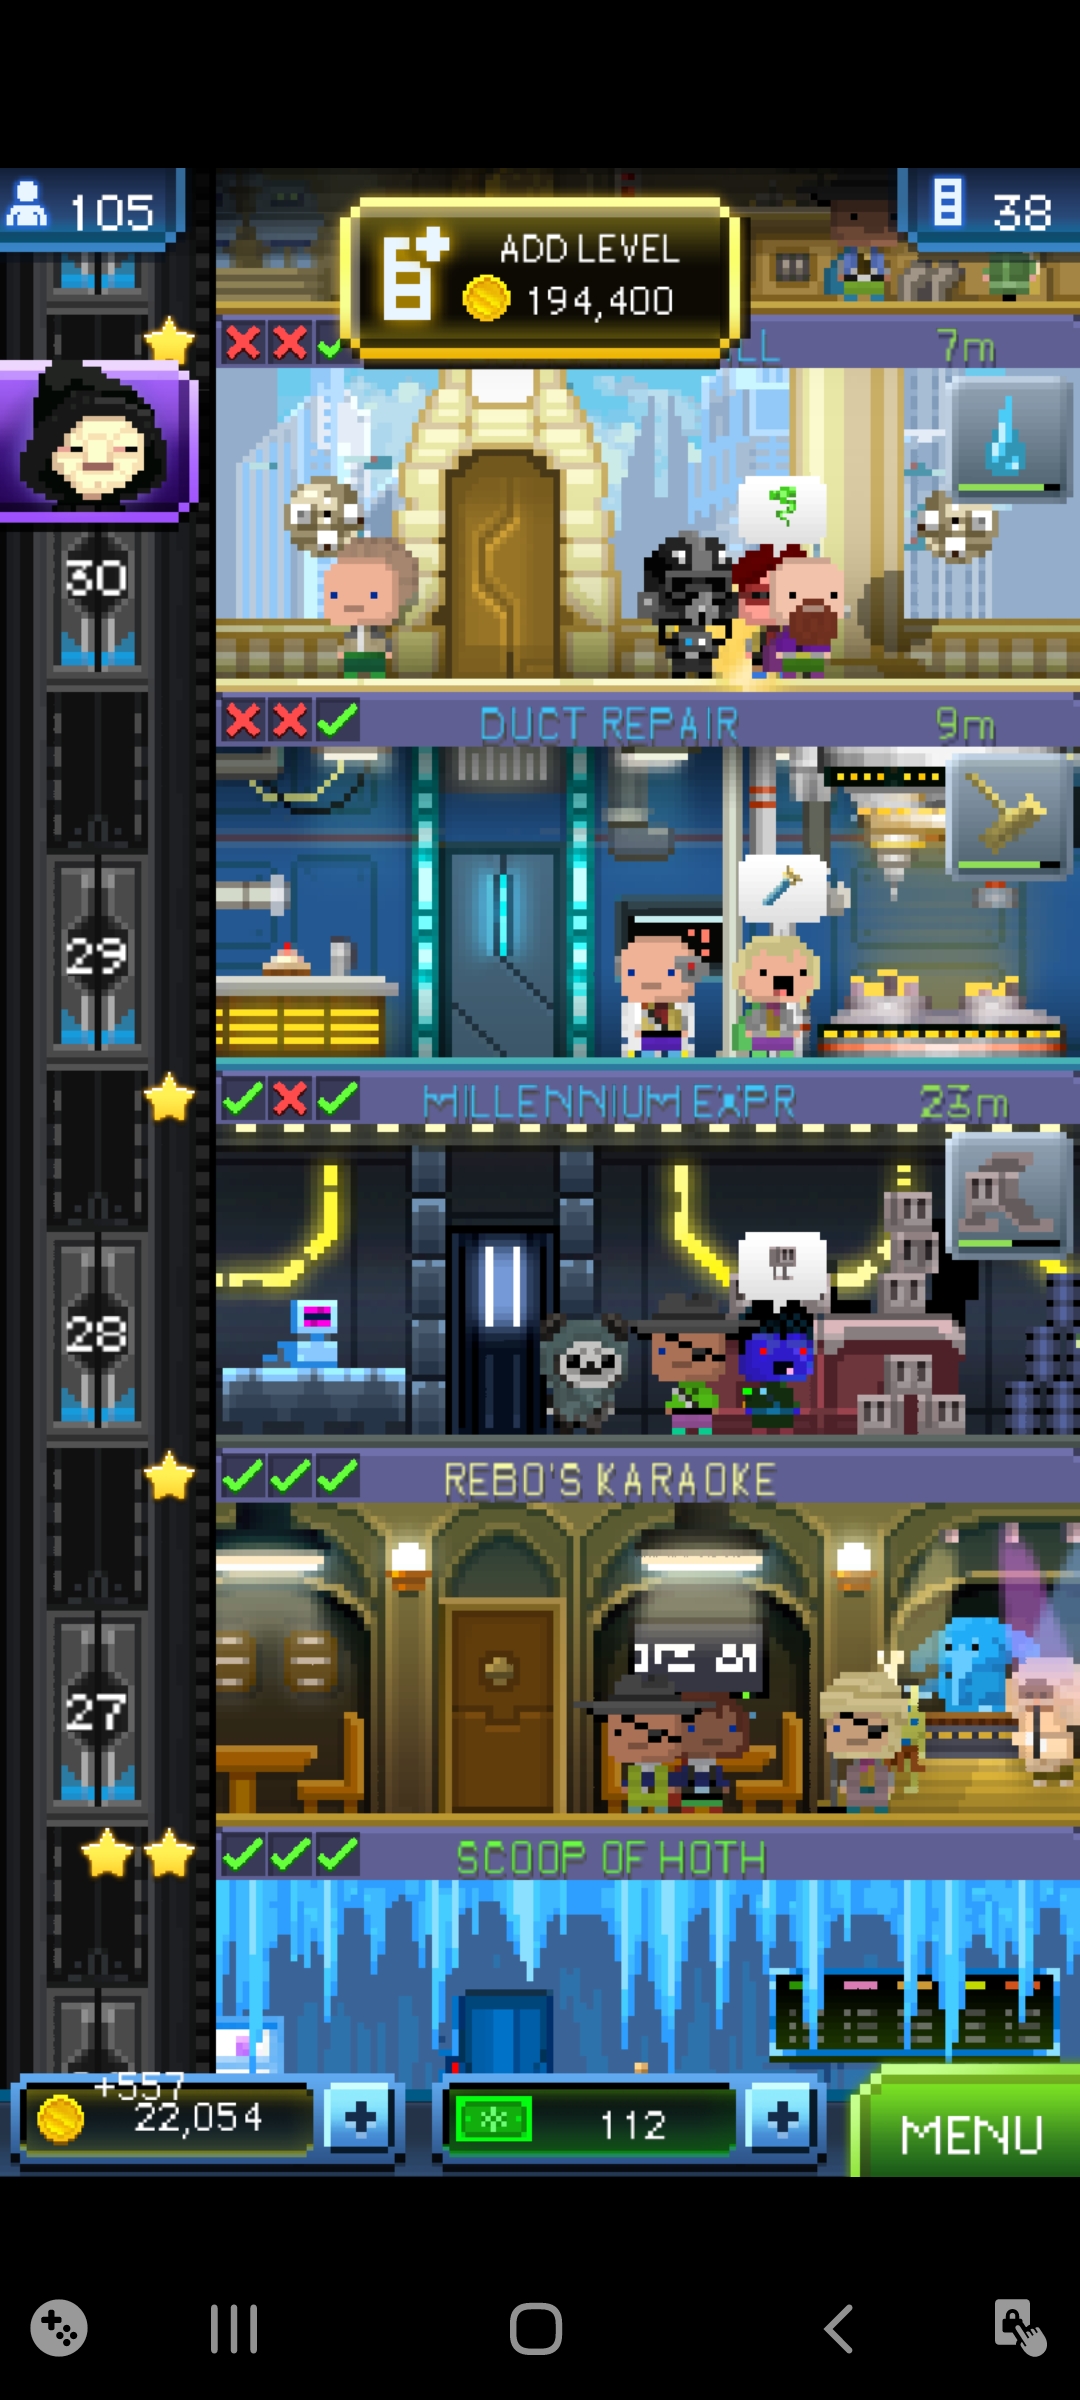 105
38
ADD LEVEL
194,400
LL
7m
30
DUCT REPAIR
9m
29
MILLENNIUM EXPR
23m
28
REBO'S KARAOKE
27
SCOOP OF HOTH
+557
22,054
112
MENU